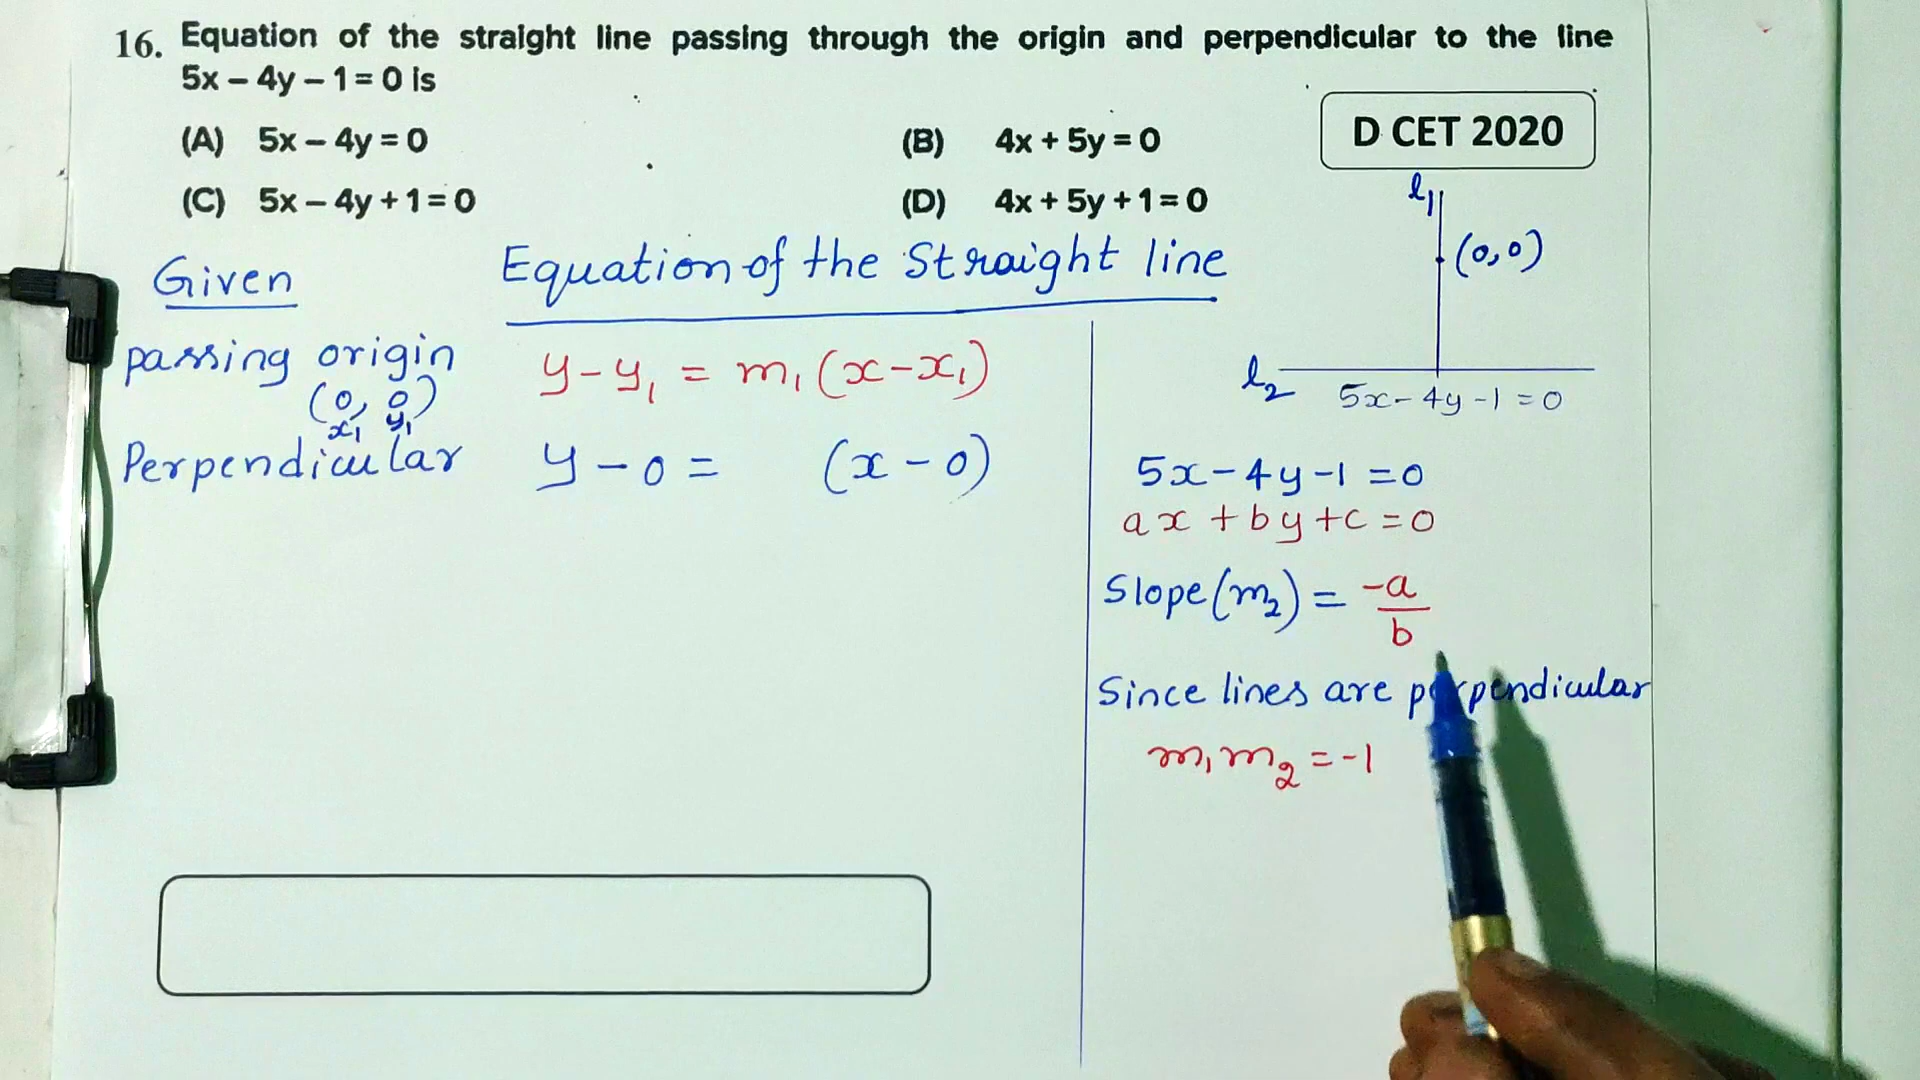 16. Equation of the straight line passing through the origin and perpendicular to the line
5x – 4y – 1 = 0 is
(A) 5x – 4y = 0
(B) 4x + 5y = 0
(C) 5x – 4y + 1 = 0
(D) 4x + 5y + 1 = 0
D CET 2020
l₁
(0,0)
l₂
5x - 4y - 1 = 0
Given
passing origin
(0, 0)
x₁ y₁
Perpendicular
Equation of the Straight line
y - y₁ = m₁ (x - x₁)
y - 0 = (x - 0)
5x - 4y - 1 = 0
ax + by + c = 0
Slope (m₂) = -a/b
Since lines are perpendicular
m₁ m₂ = -1